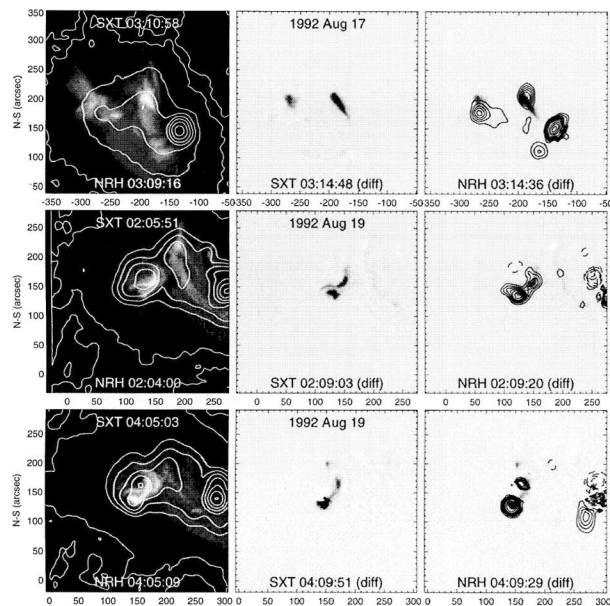 SXT 03:10:58
1992 Aug 17
350
300
250
200
150
100
50
N-S (arcsec)
NRH 03:09:16
SXT 03:14:48 (diff)
NRH 03:14:36 (diff)
-350 -300 -250 -200 -150 -100 -50
-350 -300 -250 -200 -150 -100 -50
-350 -300 -250 -200 -150 -100 -50
SXT 02:05:51
1992 Aug 19
250
200
150
100
50
0
N-S (arcsec)
NRH 02:04:00
SXT 02:09:03 (diff)
NRH 02:09:20 (diff)
0 50 100 150 200 250
0 50 100 150 200 250
0 50 100 150 200 250
SXT 04:05:03
1992 Aug 19
250
200
150
100
50
0
N-S (arcsec)
NRH 04:05:09
SXT 04:09:51 (diff)
NRH 04:09:29 (diff)
0 50 100 150 200 250 300
0 50 100 150 200 250 300
0 50 100 150 200 250 300